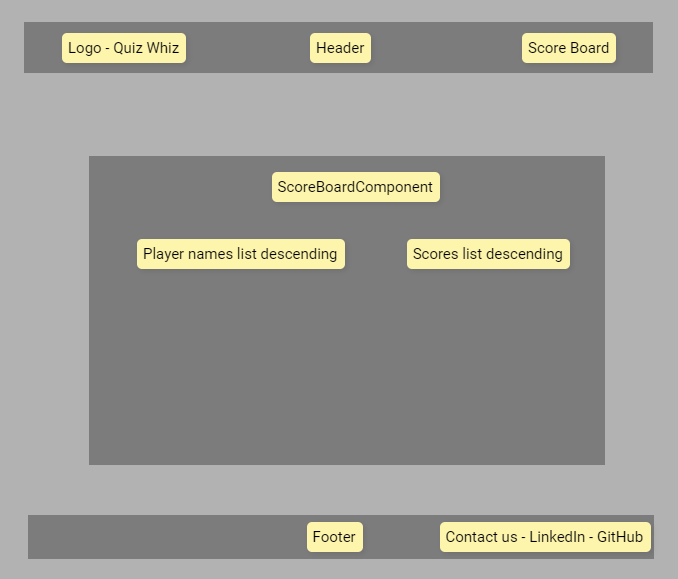 Logo - Quiz Whiz
Header
Score Board
ScoreBoardComponent
Player names list descending
Scores list descending
Footer
Contact us - LinkedIn - GitHub